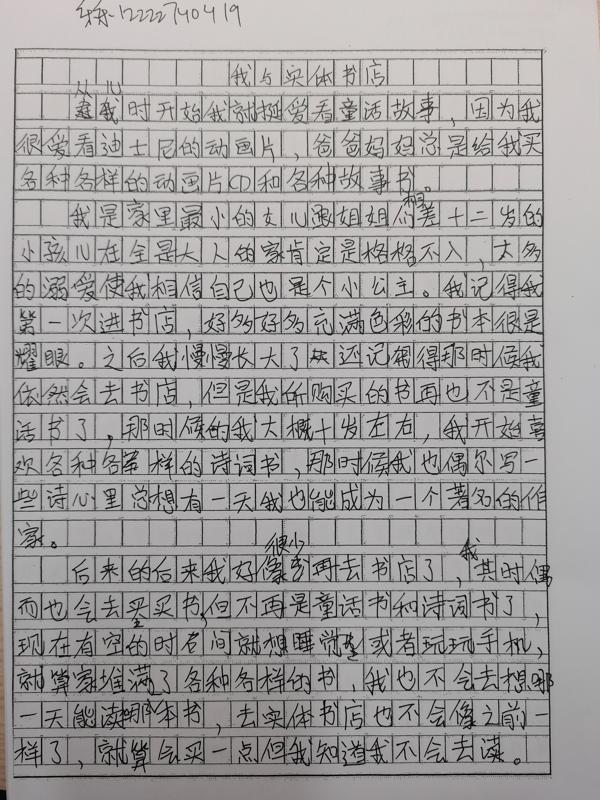 12222740419
我与实体书店
从儿时开始我就挺爱看童话故事，因为我
很爱看迪士尼的动画片，爸爸妈妈总是给我买
各种各样的动画片CD和各种故事书。
我是家里最小的女儿跟姐姐们相差十二岁的
小孩儿在全是大人的家肯定是格格不入，太多
的溺爱使我相信自己也是个小公主。我记得我
第一次进书店，好多好多充满色彩的书本很是
耀眼。之后我慢慢长大了还记得那时候我
依然会去书店，但是我所购买的书再也不是童
话书了，那时候的我大概十岁左右，我开始喜
欢各种各样的诗词书，那时候我也偶尔写一
些诗心里总想有一天我也能成为一个著名的作
家。
后来的后来我好像很少再去书店了，我其时偶
而也会去买书，但不再是童话书和诗词书了，
现在有空的时间就想睡觉或者玩玩手机，
就算家堆满了各种各样的书，我也不会去想哪
一天能读那本书，去实体书店也不会像之前一
样了，就算会买一点但我知道我不会去读。